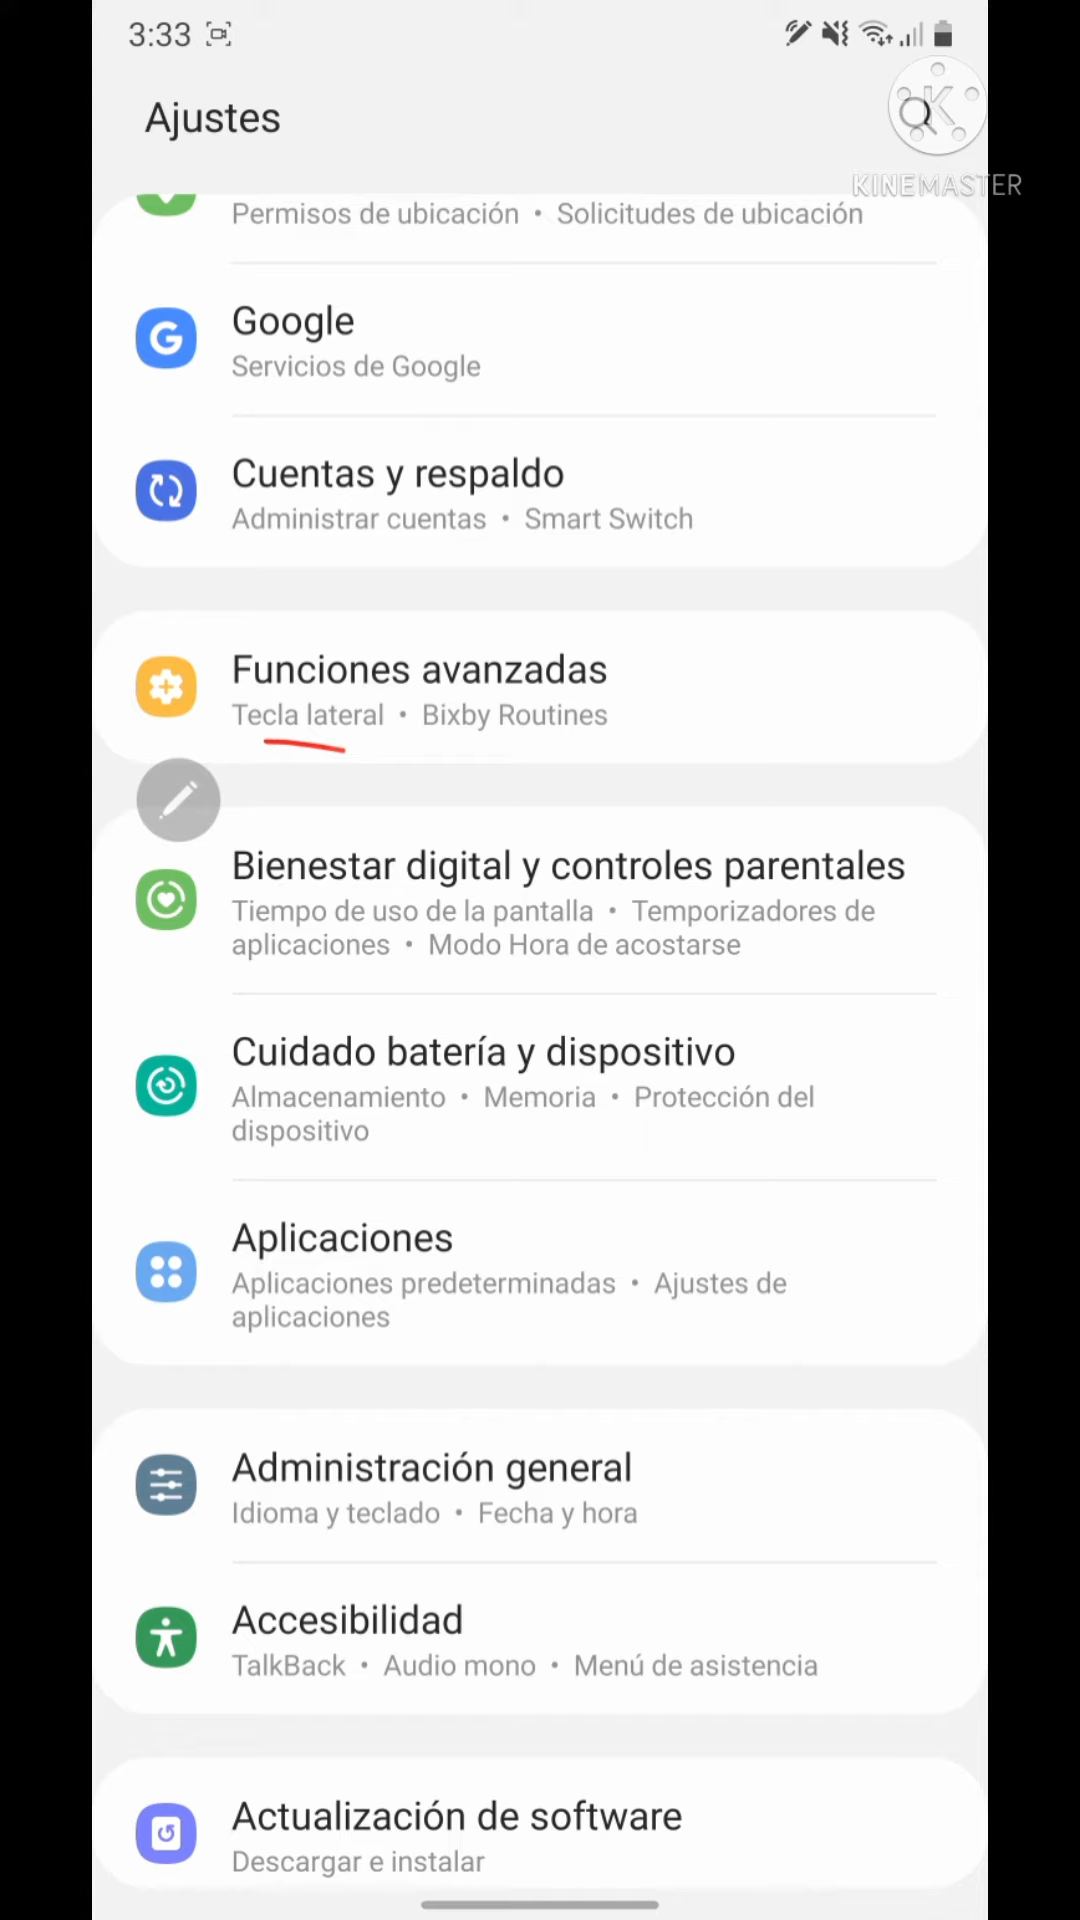 3:33
Ajustes
KINEMASTER
Permisos de ubicación • Solicitudes de ubicación
Google
Servicios de Google
Cuentas y respaldo
Administrar cuentas • Smart Switch
Funciones avanzadas
Tecla lateral • Bixby Routines
Bienestar digital y controles parentales
Tiempo de uso de la pantalla • Temporizadores de
aplicaciones • Modo Hora de acostarse
Cuidado batería y dispositivo
Almacenamiento • Memoria • Protección del
dispositivo
Aplicaciones
Aplicaciones predeterminadas • Ajustes de
aplicaciones
Administración general
Idioma y teclado • Fecha y hora
Accesibilidad
TalkBack • Audio mono • Menú de asistencia
Actualización de software
Descargar e instalar